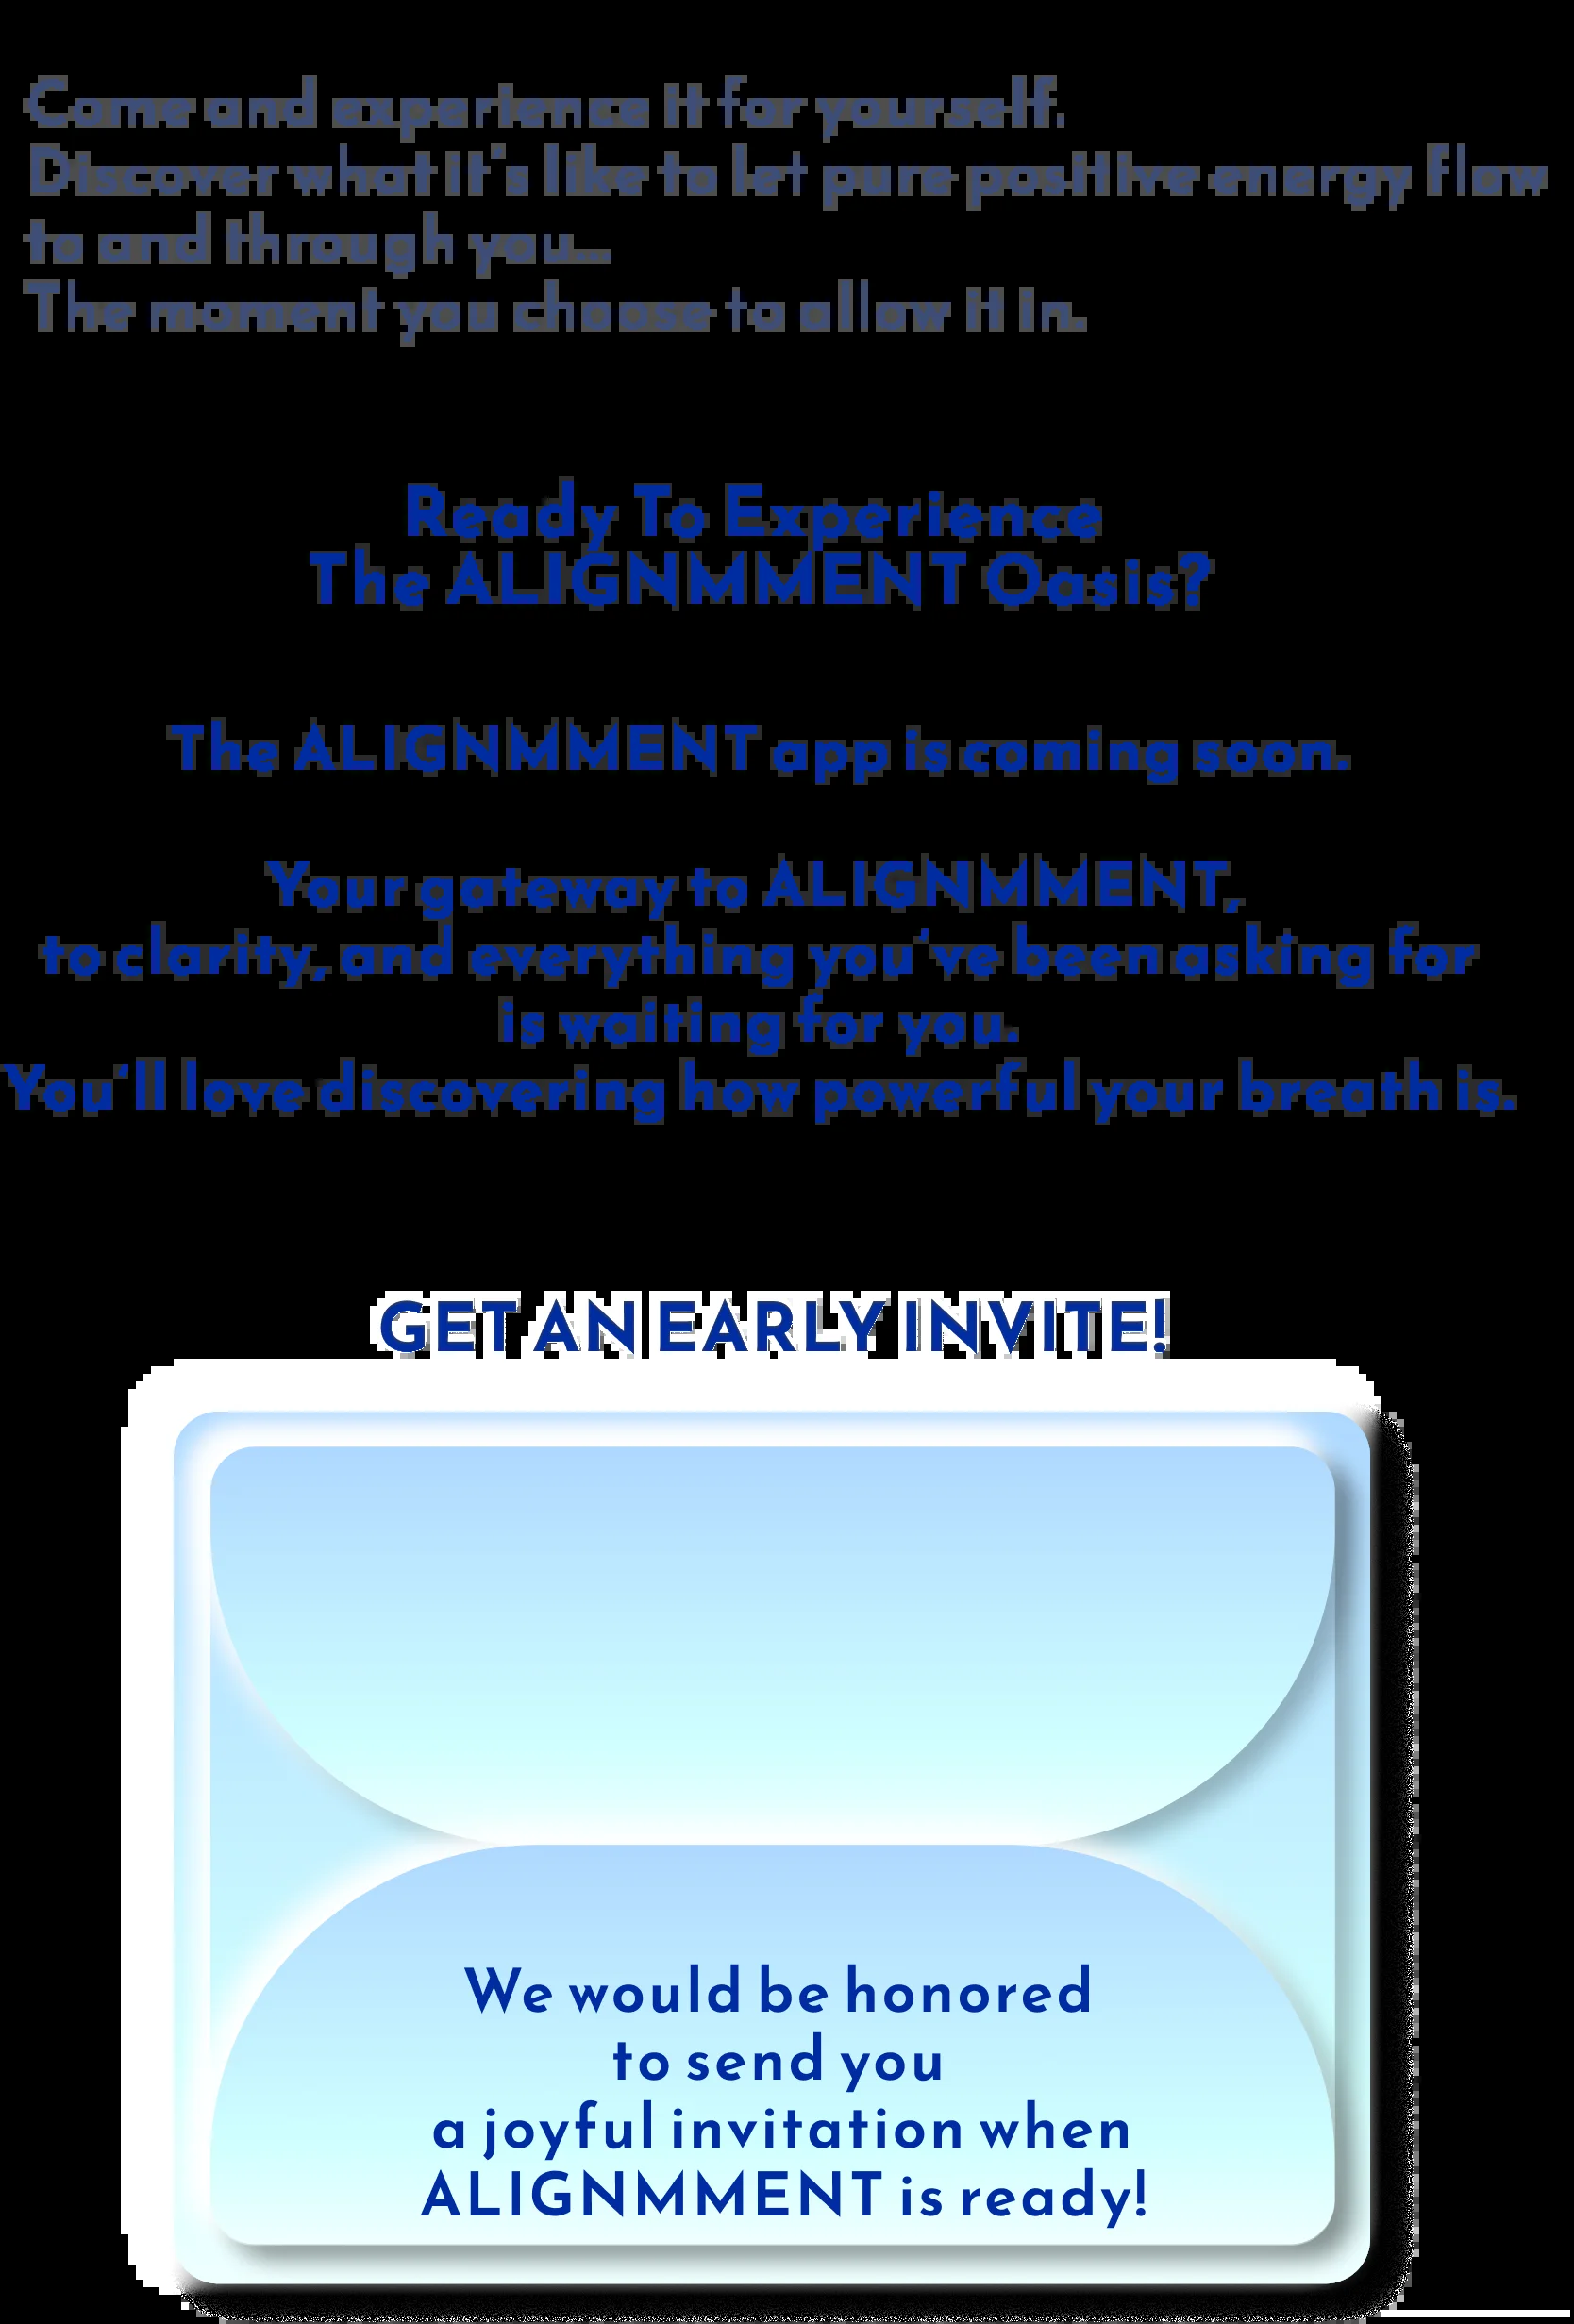 Come and experience it for yourself.
Discover what it's like to let pure positive energy flow
to and through you...
The moment you choose to allow it in.
Ready To Experience
The ALIGNMMENT Oasis?
The ALIGNMMENT app is coming soon.
Your gateway to ALIGNMMENT,
to clarity, and everything you've been asking for
is waiting for you.
You'll love discovering how powerful your breath is.
GET AN EARLY INVITE!
We would be honored
to send you
a joyful invitation when
ALIGNMMENT is ready!